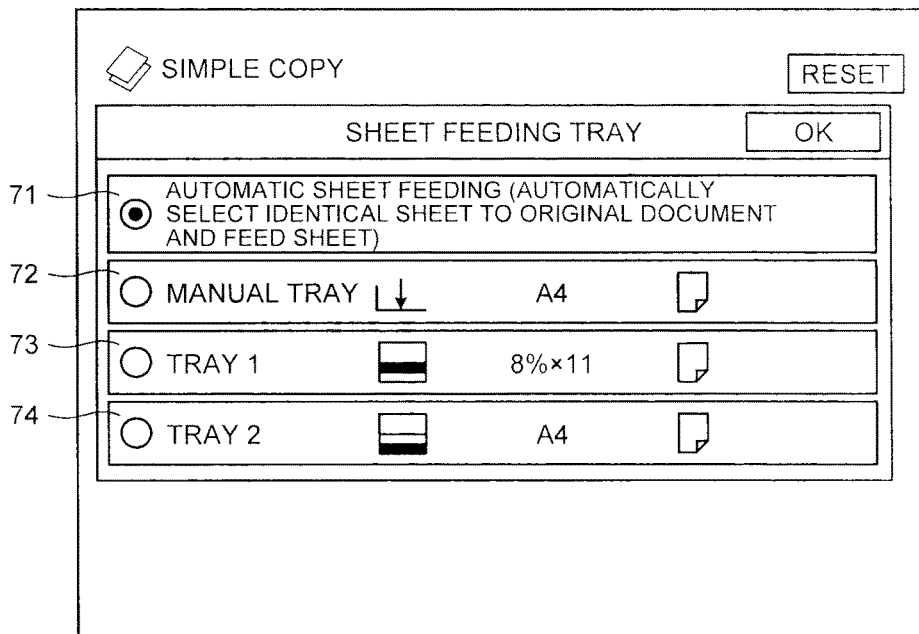 SIMPLE COPY
RESET
SHEET FEEDING TRAY OK
71
AUTOMATIC SHEET FEEDING (AUTOMATICALLY
SELECT IDENTICAL SHEET TO ORIGINAL DOCUMENT
AND FEED SHEET)
72
MANUAL TRAY A4
73
TRAY 1 8%×11
74
TRAY 2 A4